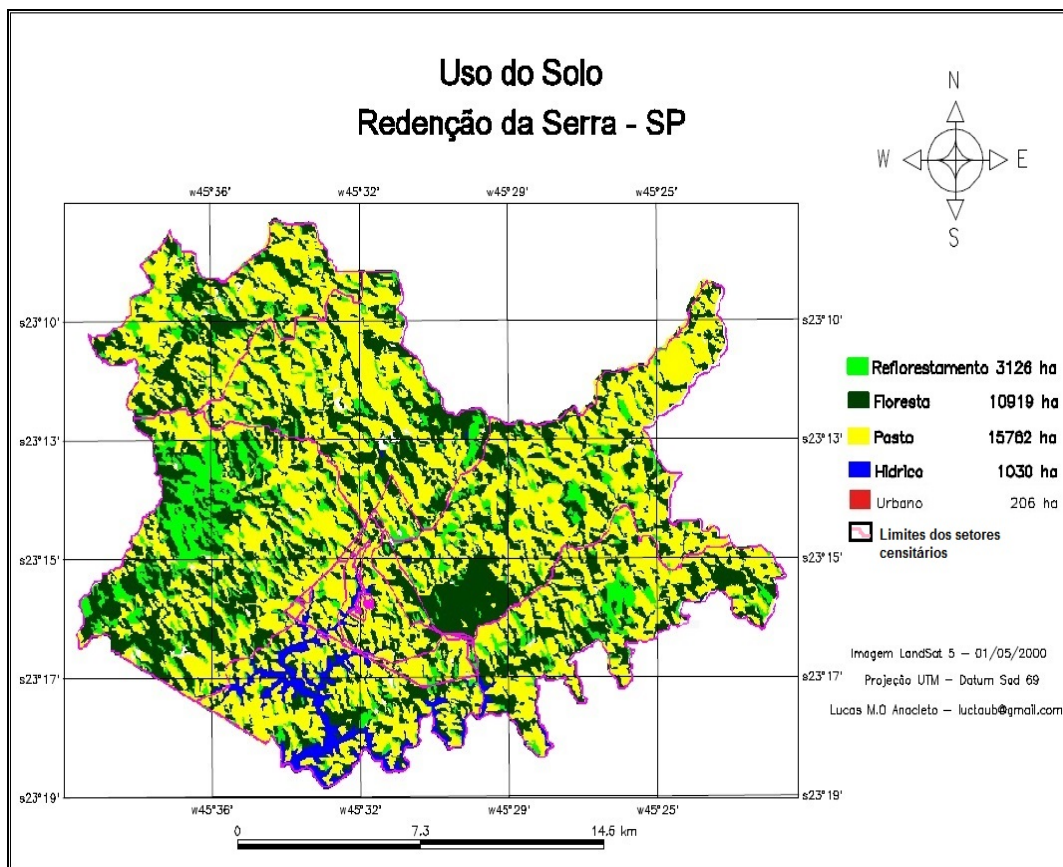 Uso do Solo
Redenção da Serra - SP
N
W
E
S
w45°36'
w45°32'
w45°29'
w45°25'
s23°10'
s23°10'
s23°13'
s23°13'
s23°15'
s23°15'
s23°17'
s23°17'
s23°19'
s23°19'
w45°36'
w45°32'
w45°29'
w45°25'
0
7.3
14.6 km
Reflorestamento 3126 ha
Floresta 10919 ha
Pasto 15762 ha
Hidrico 1030 ha
Urbano 206 ha
Limites dos setores
censitários
Imagem LandSat 5 - 01/05/2000
Projeção UTM - Datum Sad 69
Lucas M.O Anacleto - luctaub@gmail.com